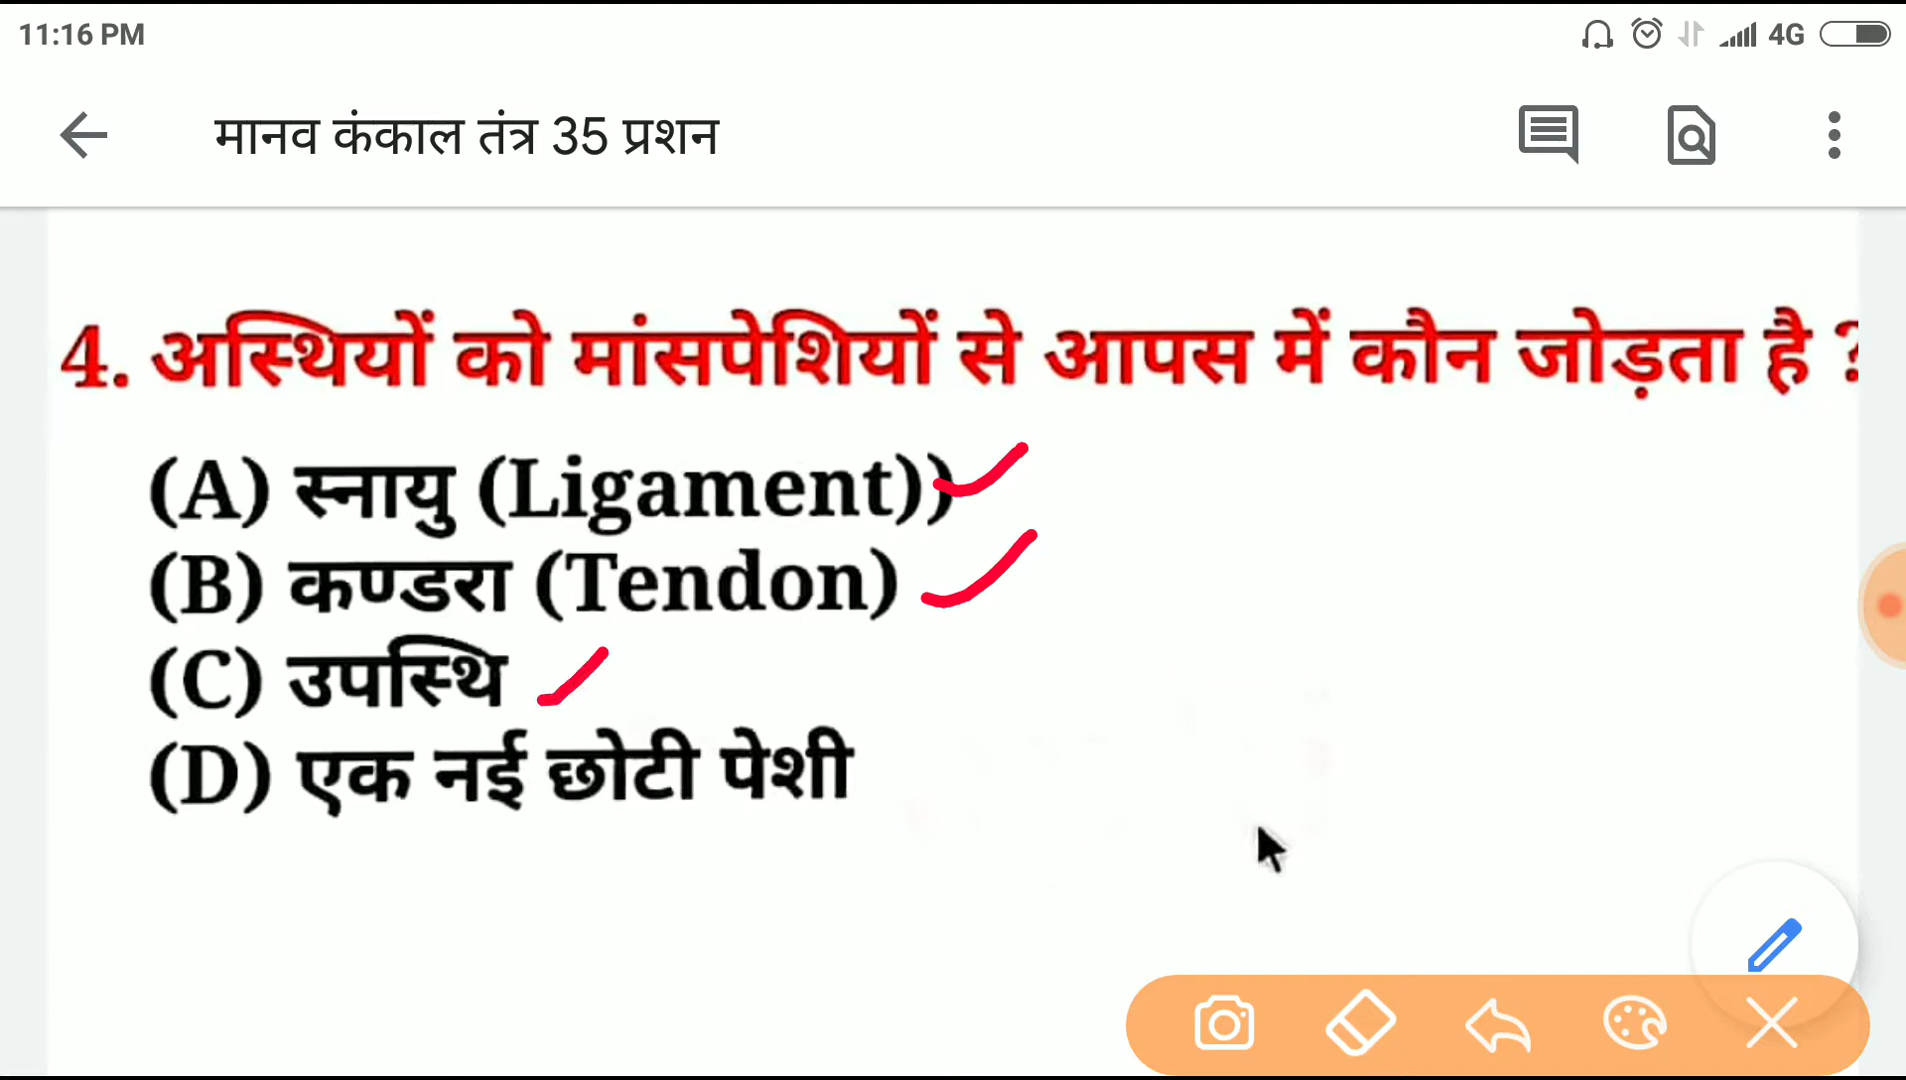 11:16 PM 4G
मानव कंकाल तंत्र 35 प्रशन
4. अस्थियों को मांसपेशियों से आपस में कौन जोड़ता है ?
(A) स्नायु (Ligament))
(B) कण्डरा (Tendon)
(C) उपस्थि
(D) एक नई छोटी पेशी